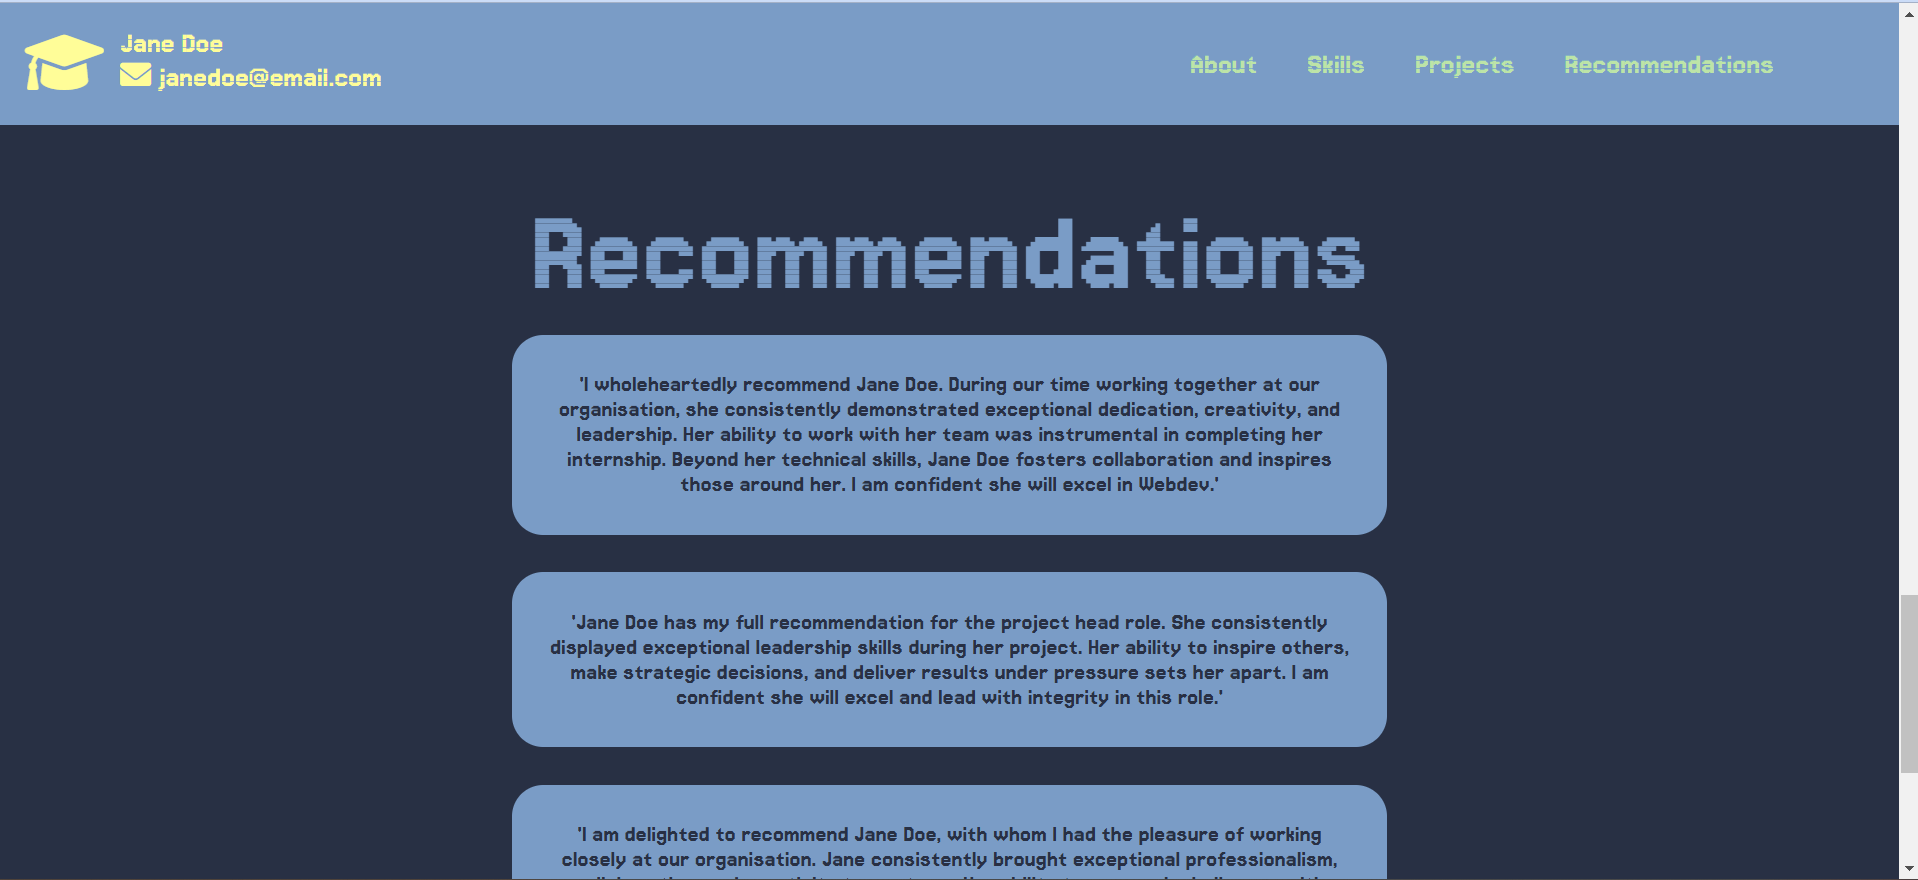 Jane Doe
janedoe@email.com
About Skills Projects Recommendations
Recommendations
'I wholeheartedly recommend Jane Doe. During our time working together at our
organisation, she consistently demonstrated exceptional dedication, creativity, and
leadership. Her ability to work with her team was instrumental in completing her
internship. Beyond her technical skills, Jane Doe fosters collaboration and inspires
those around her. I am confident she will excel in Webdev.'
'Jane Doe has my full recommendation for the project head role. She consistently
displayed exceptional leadership skills during her project. Her ability to inspire others,
make strategic decisions, and deliver results under pressure sets her apart. I am
confident she will excel and lead with integrity in this role.'
'I am delighted to recommend Jane Doe, with whom I had the pleasure of working
closely at our organisation. Jane consistently brought exceptional professionalism,